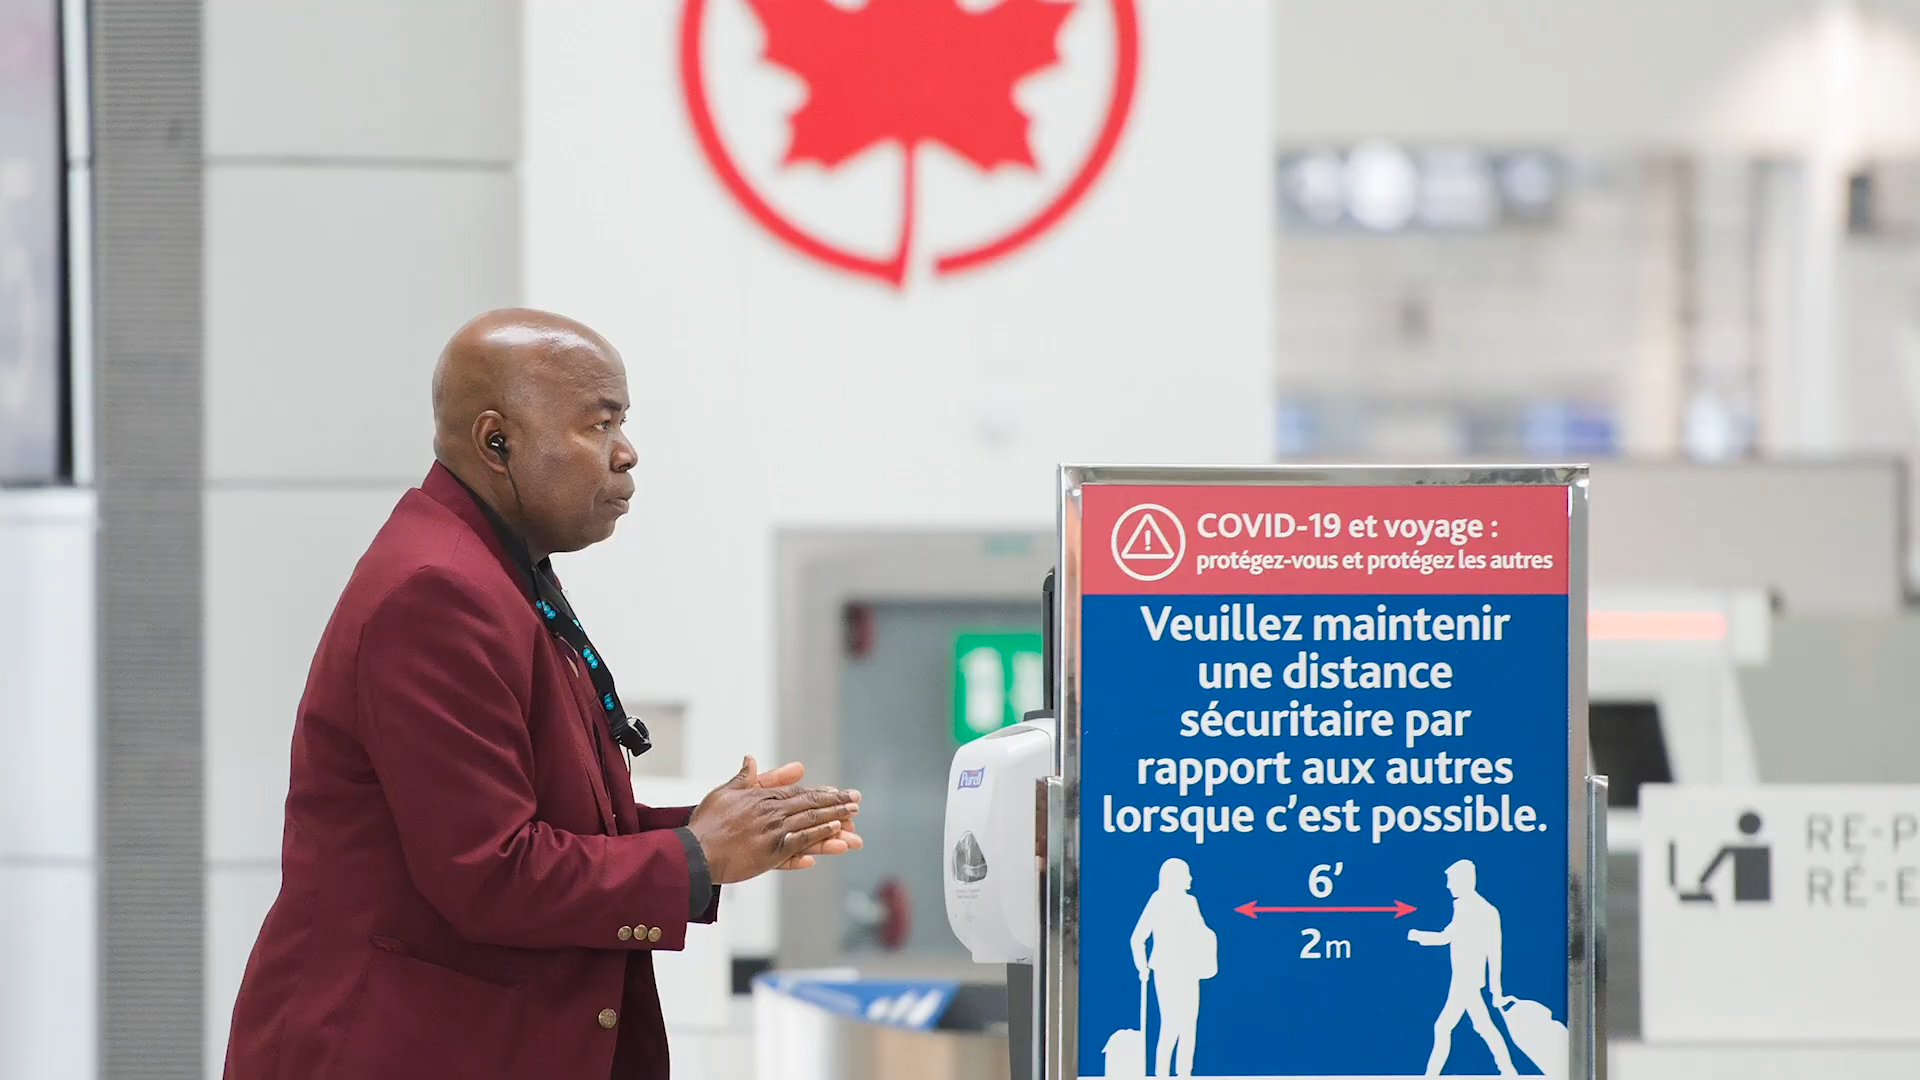 COVID-19 et voyage :
protégez-vous et protégez les autres
Veuillez maintenir
une distance
sécuritaire par
rapport aux autres
lorsque c'est possible.
6'
2m
Purell
RE-P
RÉ-E